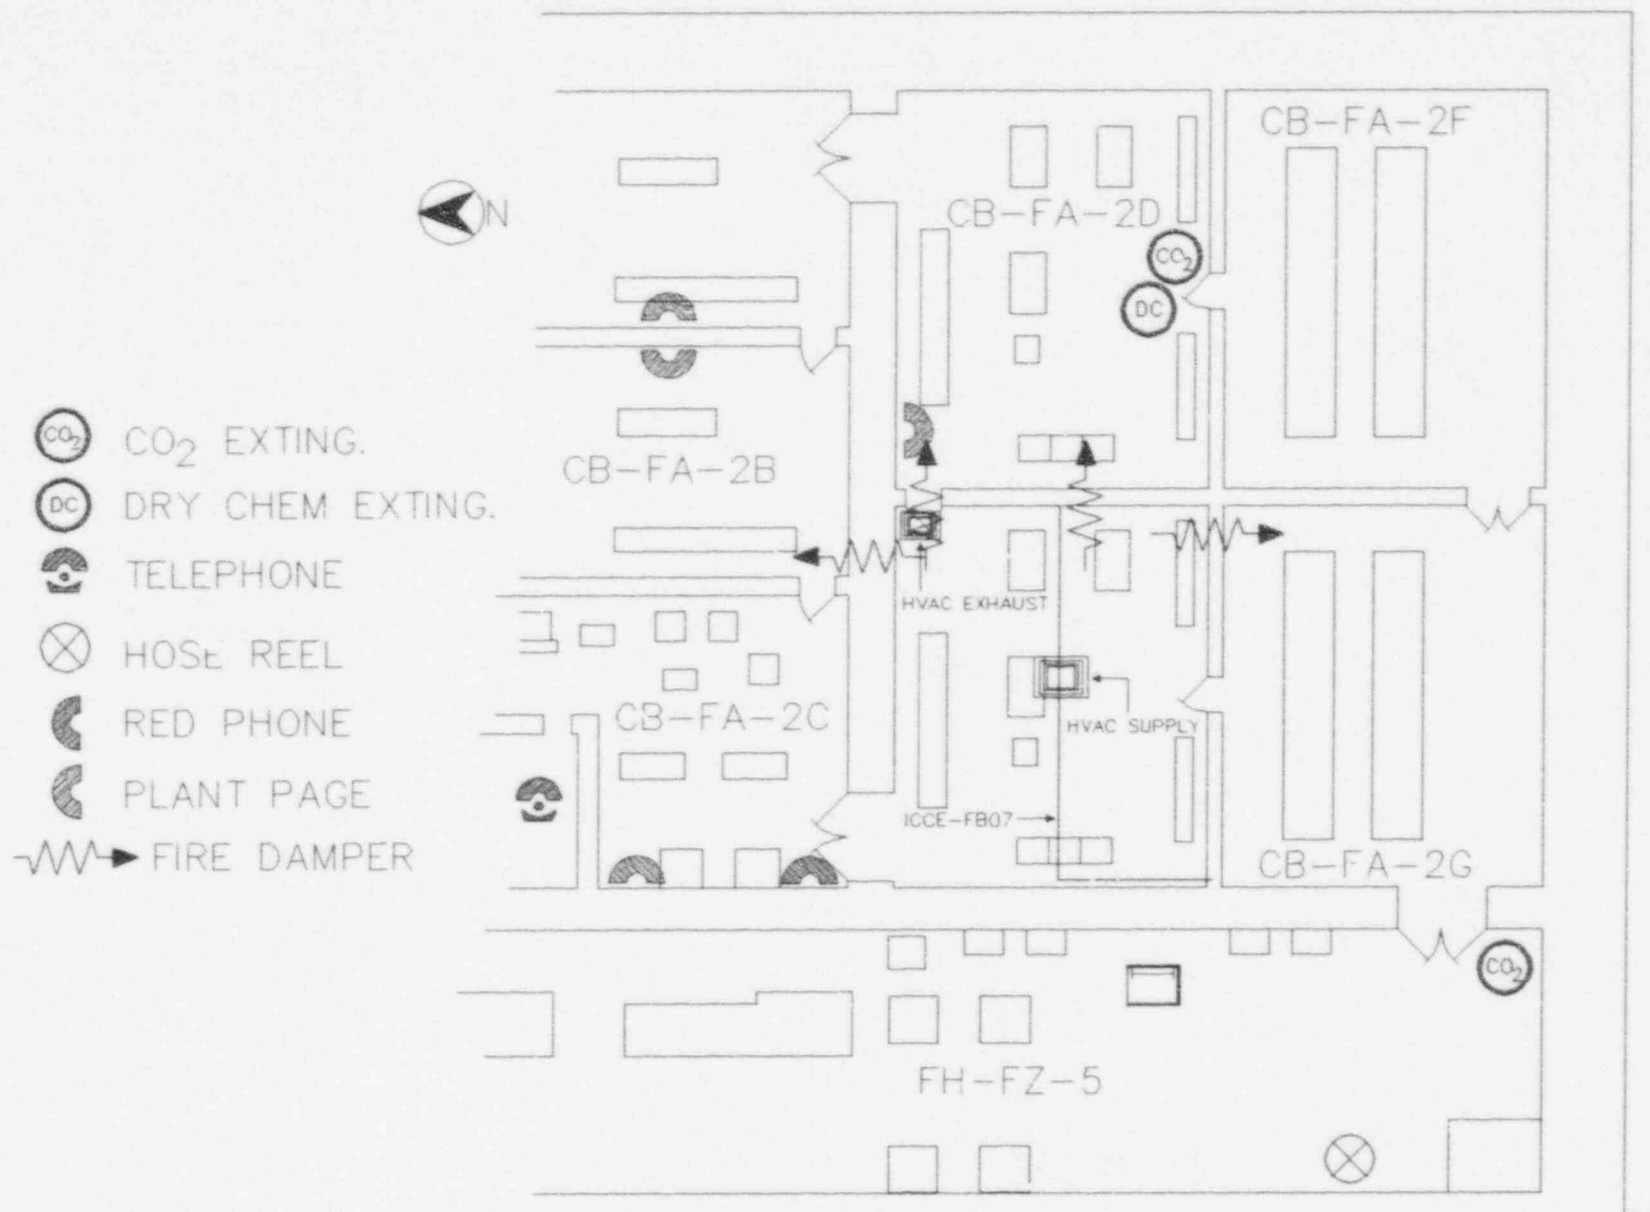 CB-FA-2F
CB-FA-2D
N
CO2
DC
CO2 CO2 EXTING.
CB-FA-2B
DC DRY CHEM EXTING.
TELEPHONE
HVAC EXHAUST
HOSE REEL
CB-FA-2C
RED PHONE
HVAC SUPPLY
PLANT PAGE
ICCE-FB07
FIRE DAMPER
CB-FA-2G
CO2
FH-FZ-5